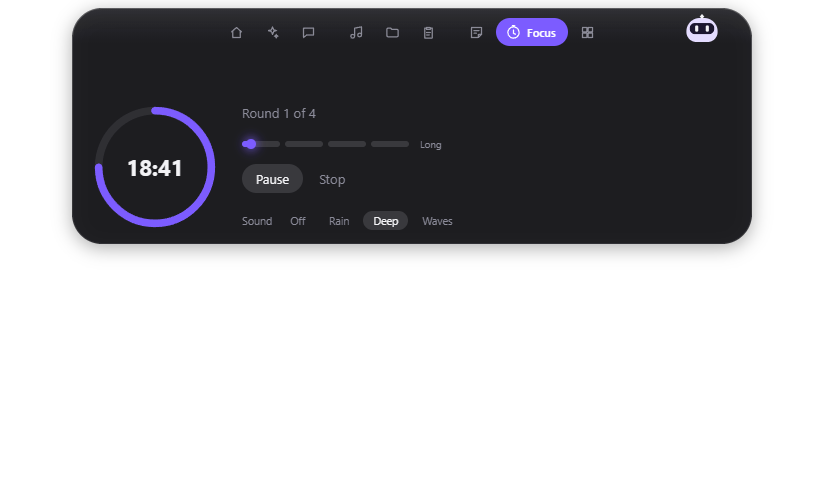 Focus
Round 1 of 4
Long
18:41
Pause Stop
Sound Off Rain Deep Waves